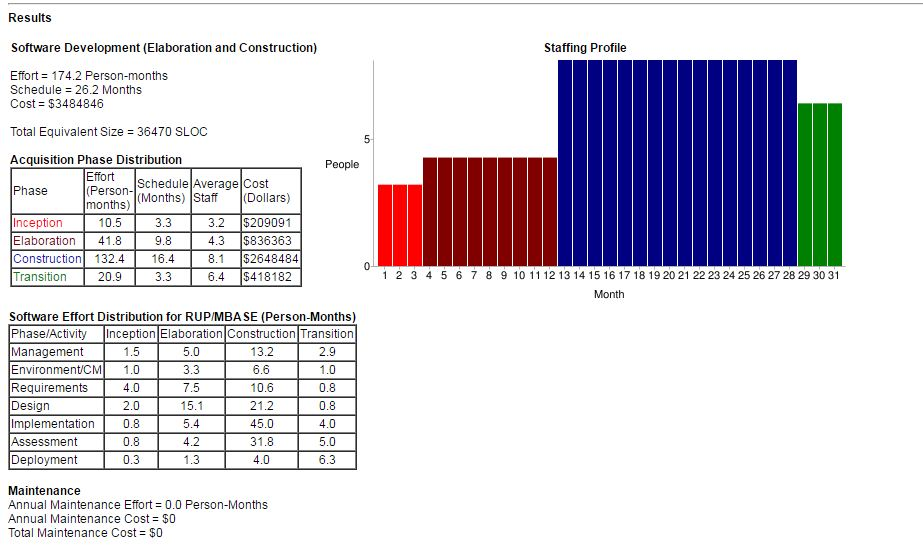 Results
Software Development (Elaboration and Construction)
Effort = 174.2 Person-months
Schedule = 26.2 Months
Cost = $3484846
Total Equivalent Size = 36470 SLOC
Acquisition Phase Distribution
Phase Effort (Person-months) Schedule (Months) Average Staff Cost (Dollars)
Inception 10.5 3.3 3.2 $209091
Elaboration 41.8 9.8 4.3 $836363
Construction 132.4 16.4 8.1 $2648484
Transition 20.9 3.3 6.4 $418182
Software Effort Distribution for RUP/MBASE (Person-Months)
Phase/Activity Inception Elaboration Construction Transition
Management 1.5 5.0 13.2 2.9
Environment/CM 1.0 3.3 6.6 1.0
Requirements 4.0 7.5 10.6 0.8
Design 2.0 15.1 21.2 0.8
Implementation 0.8 5.4 45.0 4.0
Assessment 0.8 4.2 31.8 5.0
Deployment 0.3 1.3 4.0 6.3
Maintenance
Annual Maintenance Effort = 0.0 Person-Months
Annual Maintenance Cost = $0
Total Maintenance Cost = $0
Staffing Profile
5
People
0
1 2 3 4 5 6 7 8 9 10 11 12 13 14 15 16 17 18 19 20 21 22 23 24 25 26 27 28 29 30 31
Month